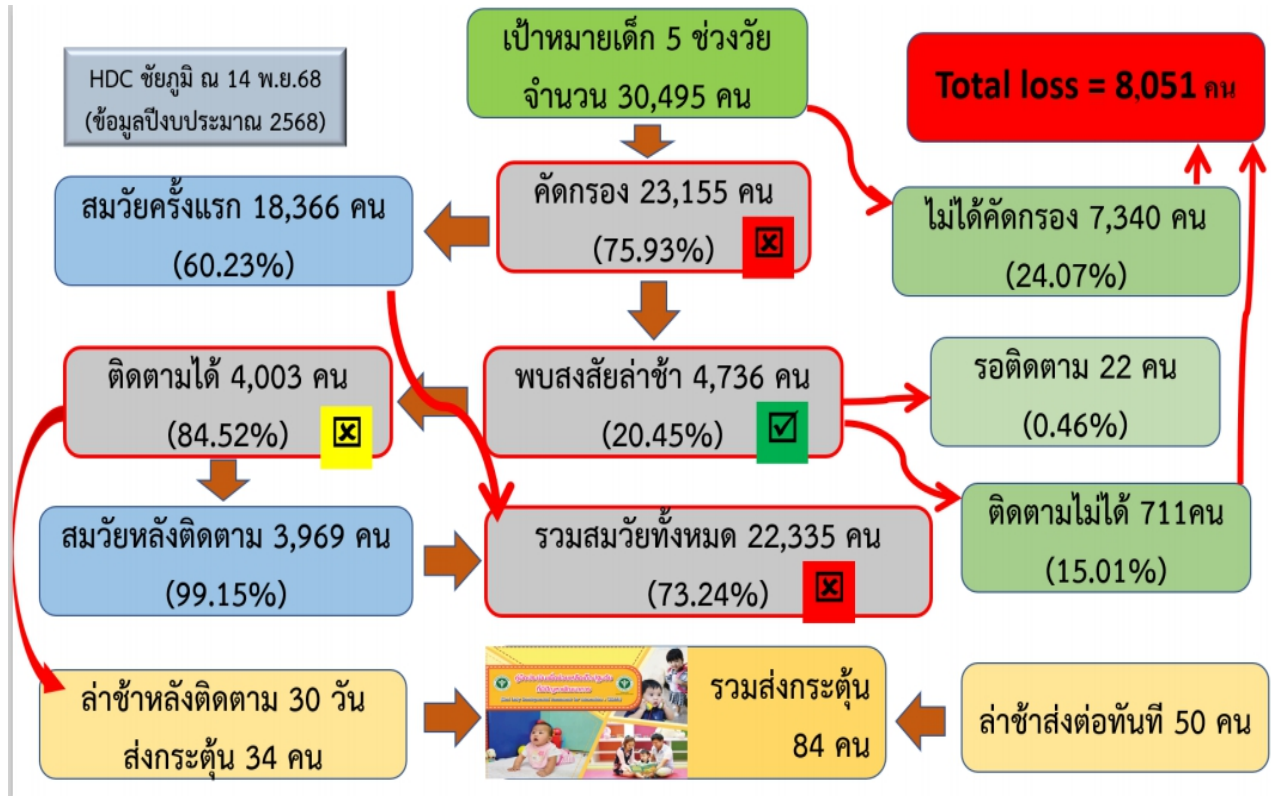 HDC ชัยภูมิ ณ 14 พ.ย.68
(ข้อมูลปีงบประมาณ 2568)
เป้าหมายเด็ก 5 ช่วงวัย
จำนวน 30,495 คน
Total loss = 8,051 คน
สมวัยครั้งแรก 18,366 คน
(60.23%)
คัดกรอง 23,155 คน
(75.93%)
ไม่ได้คัดกรอง 7,340 คน
(24.07%)
ติดตามได้ 4,003 คน
(84.52%)
พบสงสัยล่าช้า 4,736 คน
(20.45%)
รอติดตาม 22 คน
(0.46%)
สมวัยหลังติดตาม 3,969 คน
(99.15%)
รวมสมวัยทั้งหมด 22,335 คน
(73.24%)
ติดตามไม่ได้ 711คน
(15.01%)
ล่าช้าหลังติดตาม 30 วัน
ส่งกระตุ้น 34 คน
รวมส่งกระตุ้น
84 คน
ล่าช้าส่งต่อทันที 50 คน